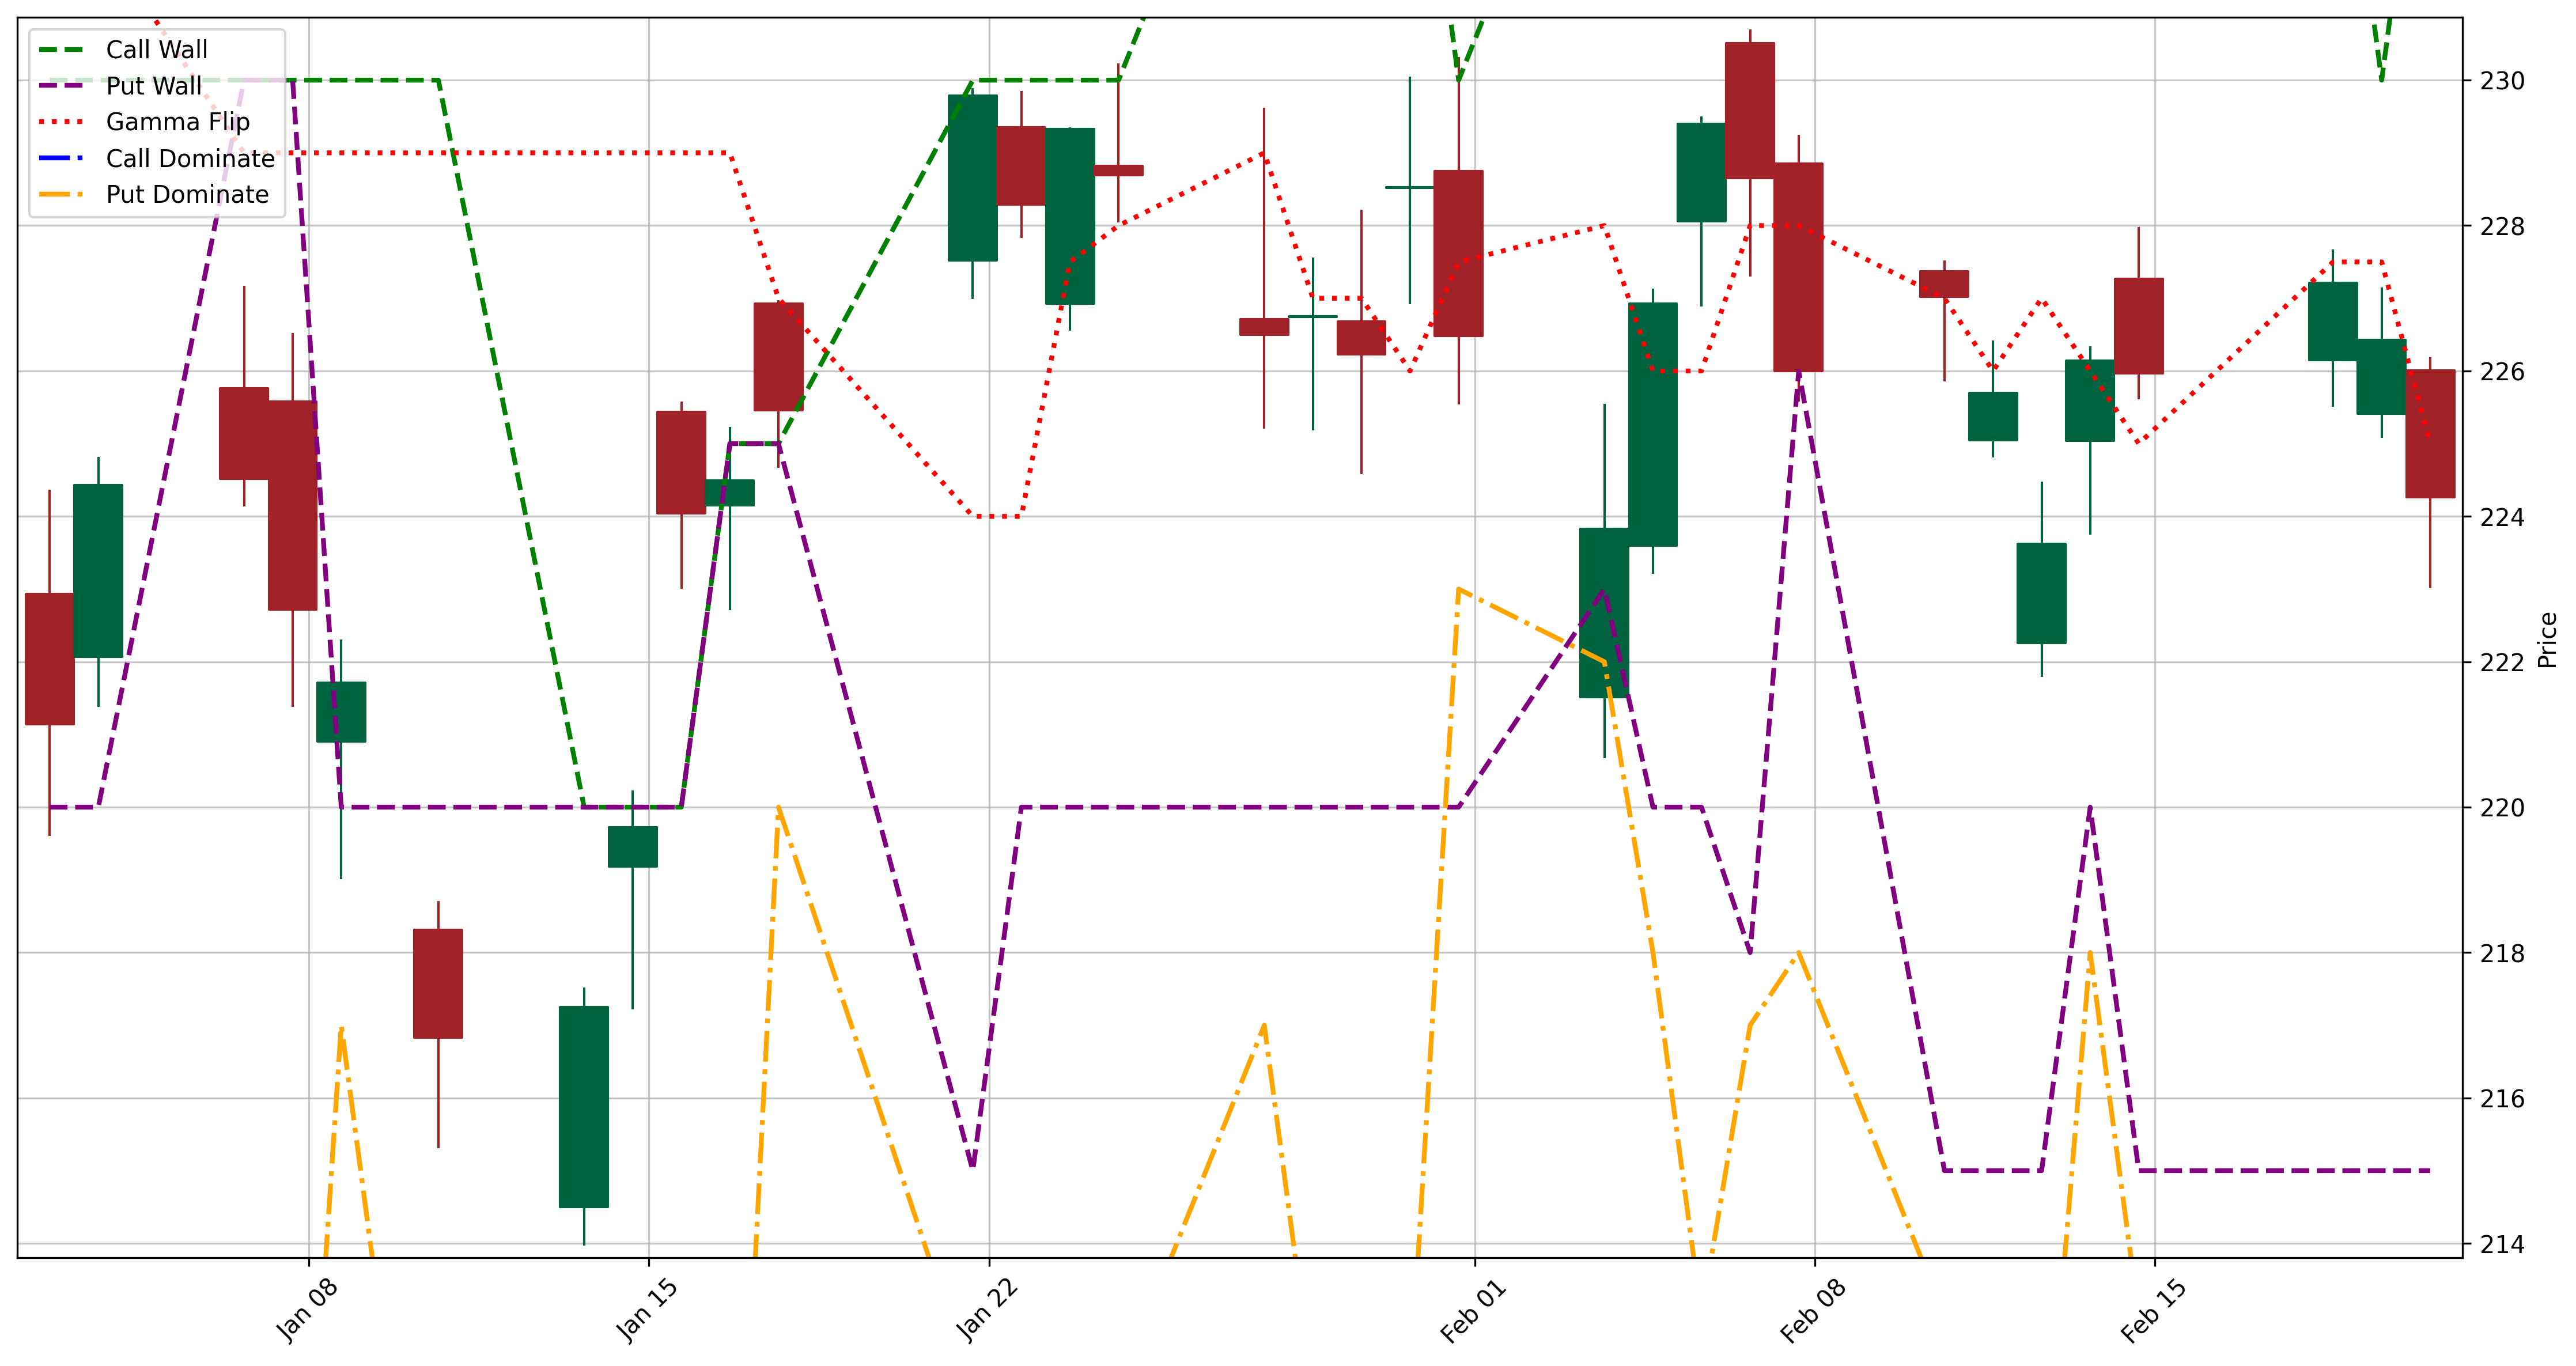 Call Wall
Put Wall
Gamma Flip
Call Dominate
Put Dominate
230
228
226
224
222
220
218
216
214
Price
Jan 08
Jan 15
Jan 22
Feb 01
Feb 08
Feb 15